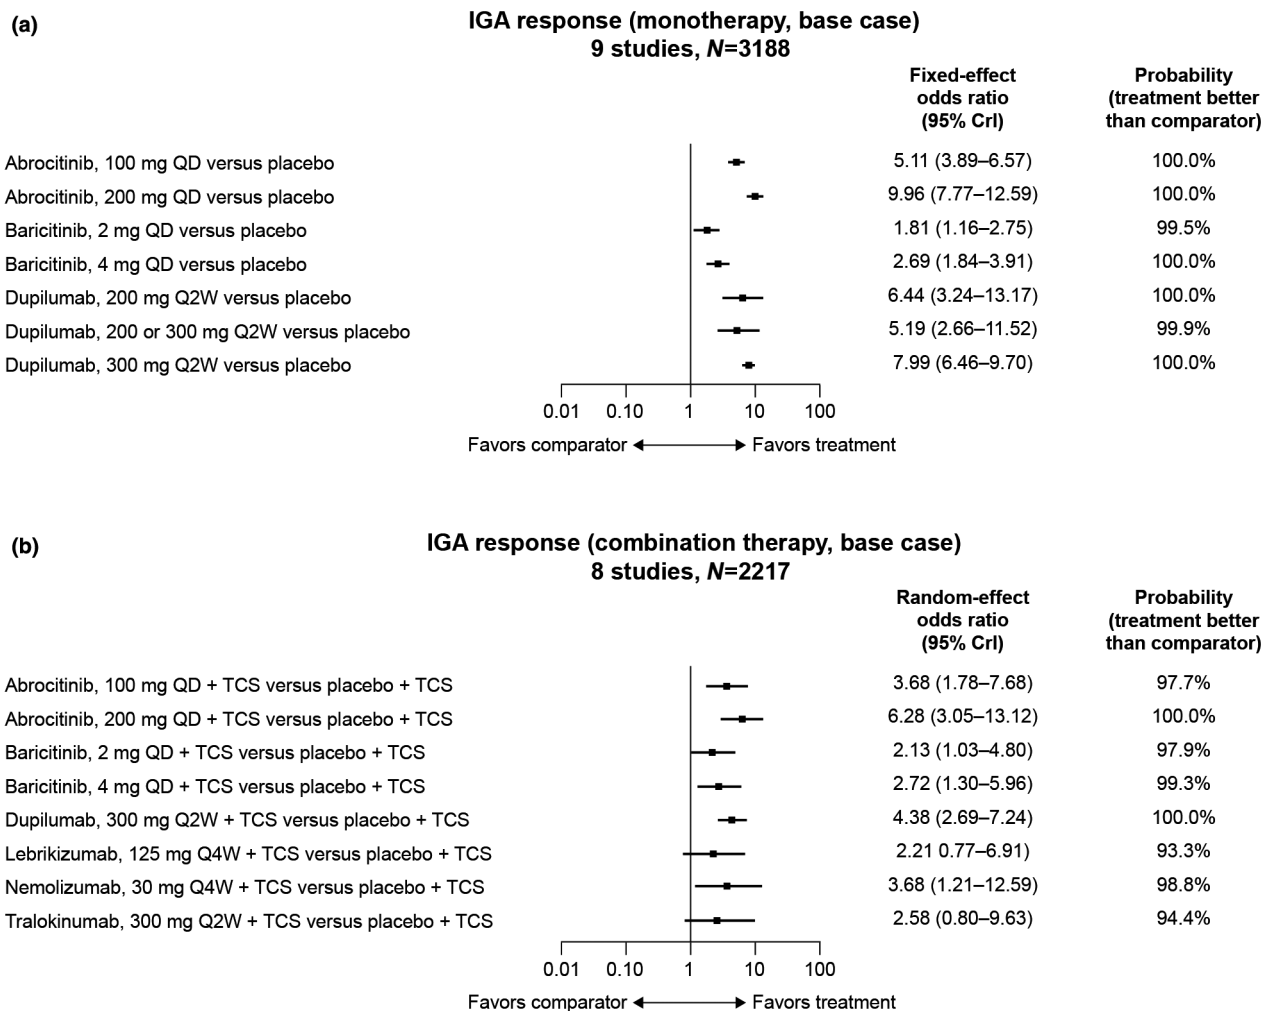 (a)
IGA response (monotherapy, base case)
9 studies, N=3188
Fixed-effect odds ratio (95% CrI)
Probability (treatment better than comparator)
Abrocitinib, 100 mg QD versus placebo 5.11 (3.89–6.57) 100.0%
Abrocitinib, 200 mg QD versus placebo 9.96 (7.77–12.59) 100.0%
Baricitinib, 2 mg QD versus placebo 1.81 (1.16–2.75) 99.5%
Baricitinib, 4 mg QD versus placebo 2.69 (1.84–3.91) 100.0%
Dupilumab, 200 mg Q2W versus placebo 6.44 (3.24–13.17) 100.0%
Dupilumab, 200 or 300 mg Q2W versus placebo 5.19 (2.66–11.52) 99.9%
Dupilumab, 300 mg Q2W versus placebo 7.99 (6.46–9.70) 100.0%
0.01 0.10 1 10 100
Favors comparator Favors treatment
(b)
IGA response (combination therapy, base case)
8 studies, N=2217
Random-effect odds ratio (95% CrI)
Probability (treatment better than comparator)
Abrocitinib, 100 mg QD + TCS versus placebo + TCS 3.68 (1.78–7.68) 97.7%
Abrocitinib, 200 mg QD + TCS versus placebo + TCS 6.28 (3.05–13.12) 100.0%
Baricitinib, 2 mg QD + TCS versus placebo + TCS 2.13 (1.03–4.80) 97.9%
Baricitinib, 4 mg QD + TCS versus placebo + TCS 2.72 (1.30–5.96) 99.3%
Dupilumab, 300 mg Q2W + TCS versus placebo + TCS 4.38 (2.69–7.24) 100.0%
Lebrikizumab, 125 mg Q4W + TCS versus placebo + TCS 2.21 0.77–6.91) 93.3%
Nemolizumab, 30 mg Q4W + TCS versus placebo + TCS 3.68 (1.21–12.59) 98.8%
Tralokinumab, 300 mg Q2W + TCS versus placebo + TCS 2.58 (0.80–9.63) 94.4%
0.01 0.10 1 10 100
Favors comparator Favors treatment